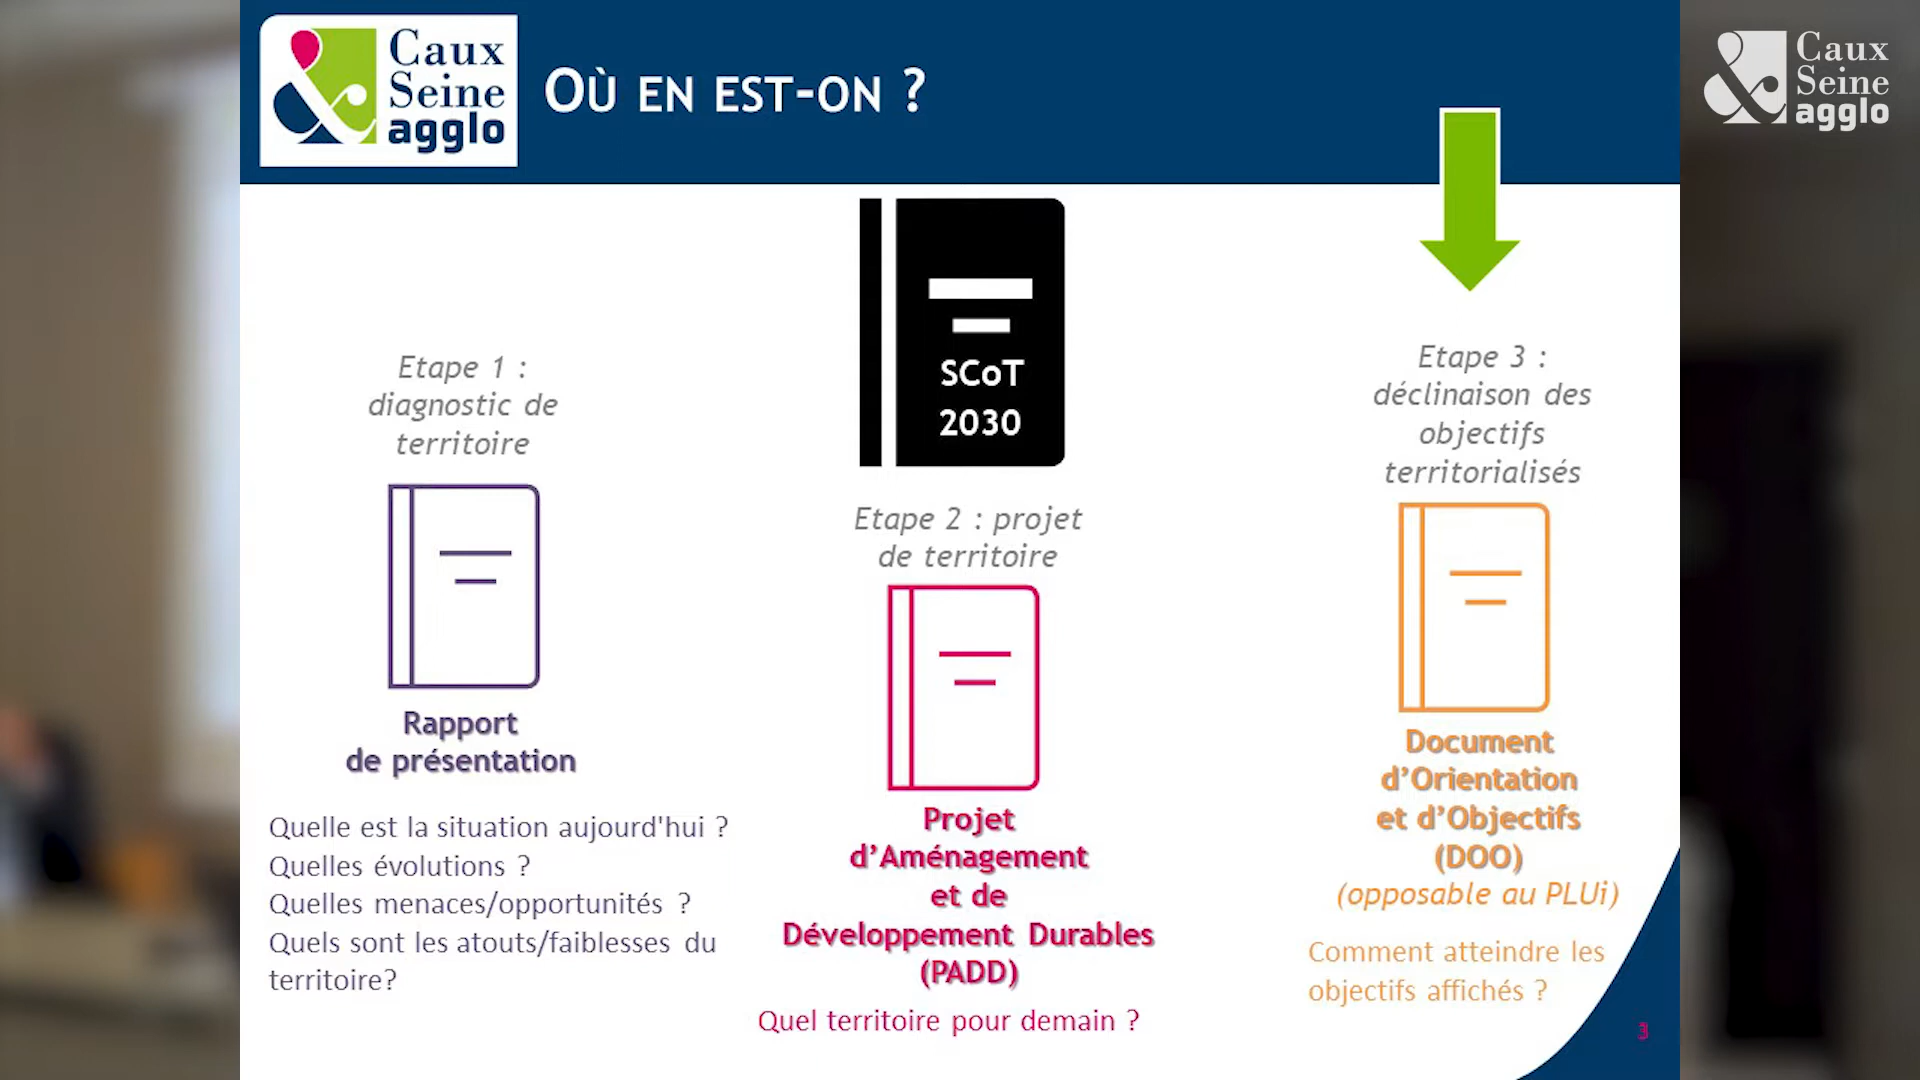 Caux
Seine
agglo
OÙ EN EST-ON ?
Caux
Seine
agglo
SCoT
2030
Etape 1 :
diagnostic de
territoire
Rapport
de présentation
Quelle est la situation aujourd'hui ?
Quelles évolutions ?
Quelles menaces/opportunités ?
Quels sont les atouts/faiblesses du
territoire?
Etape 2 : projet
de territoire
Projet
d’Aménagement
et de
Développement Durables
(PADD)
Quel territoire pour demain ?
Etape 3 :
déclinaison des
objectifs
territorialisés
Document
d’Orientation
et d’Objectifs
(DOO)
(opposable au PLUi)
Comment atteindre les
objectifs affichés ?
3